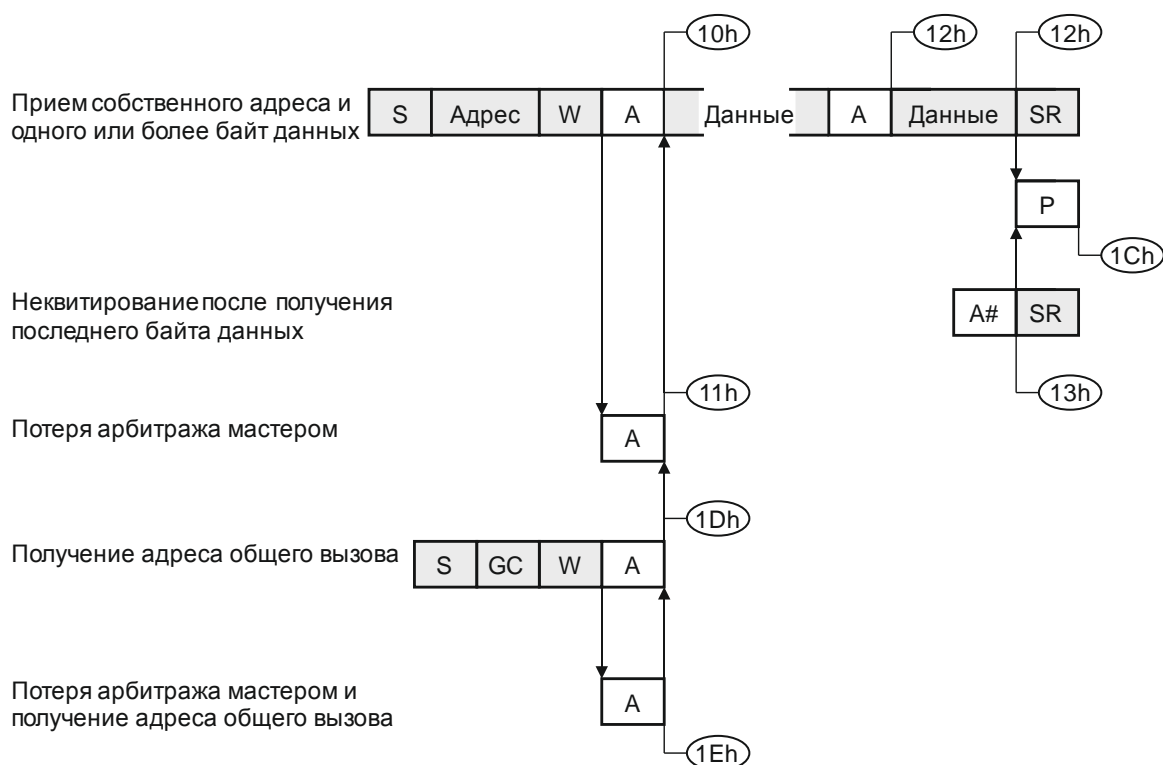 10h 12h 12h
Прием собственного адреса и
одного или более байт данных
S Адрес W A Данные A Данные SR
P
1Ch
Неквитирование после получения
последнего байта данных
A# SR
11h 13h
Потеря арбитража мастером
A
1Dh
Получение адреса общего вызова
S GC W A
Потеря арбитража мастером и
получение адреса общего вызова
A
1Eh